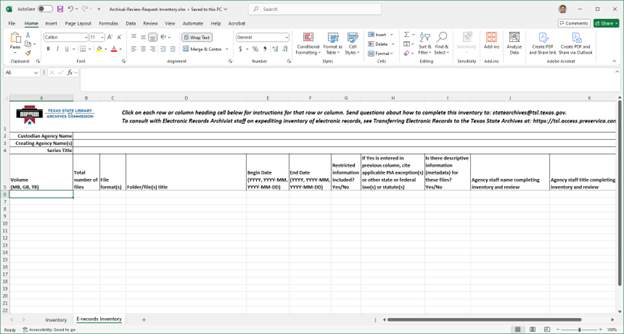 AutoSave Off Archival-Review-Request-Inventory.xlsx • Saved to this PC Search
File Home Insert Page Layout Formulas Data Review View Automate Help Acrobat
Comments Share
Paste Calibri 11 Wrap Text General
Merge & Centre
Conditional Formatting Format as Table Cell Styles
Insert Delete Format
Sort & Filter Find & Select Sensitivity Add-ins Analyse Data Create PDF and Share link Create PDF and Share via Outlook
Clipboard Font Alignment Number Styles Cells Editing Sensitivity Add-ins Adobe Acrobat
A6 fx
A B C D E F G H I J K
TEXAS STATE LIBRARY
ARCHIVES COMMISSION
Click on each row or column heading cell below for instructions for that row or column. Send questions about how to complete this inventory to: statearchives@tsl.texas.gov.
To consult with Electronic Records Archivist staff on expediting inventory of electronic records, see Transferring Electronic Records to the Texas State Archives at: https://tsl.access.preservica.com
1
2 Custodian Agency Name
3 Creating Agency Name(s)
4 Series Title
5 Volume (MB, GB, TB)
Total number of files
File format(s)
Folder/file(s) title
Begin Date (YYYY, YYYY-MM, YYYY-MM-DD)
End Date (YYYY, YYYY-MM, YYYY-MM-DD)
Restricted information included? Yes/No
If Yes is entered in previous column, cite applicable PIA exception(s) or other state or federal law(s) or statute(s)
Is there descriptive information (metadata) for these files? Yes/No
Agency staff name completing inventory and review
Agency staff title completing inventory and review
6
7
8
9
10
11
12
13
14
15
16
17
18
19
20
21
22
Inventory E-records Inventory +
Ready Accessibility: Good to go 100%